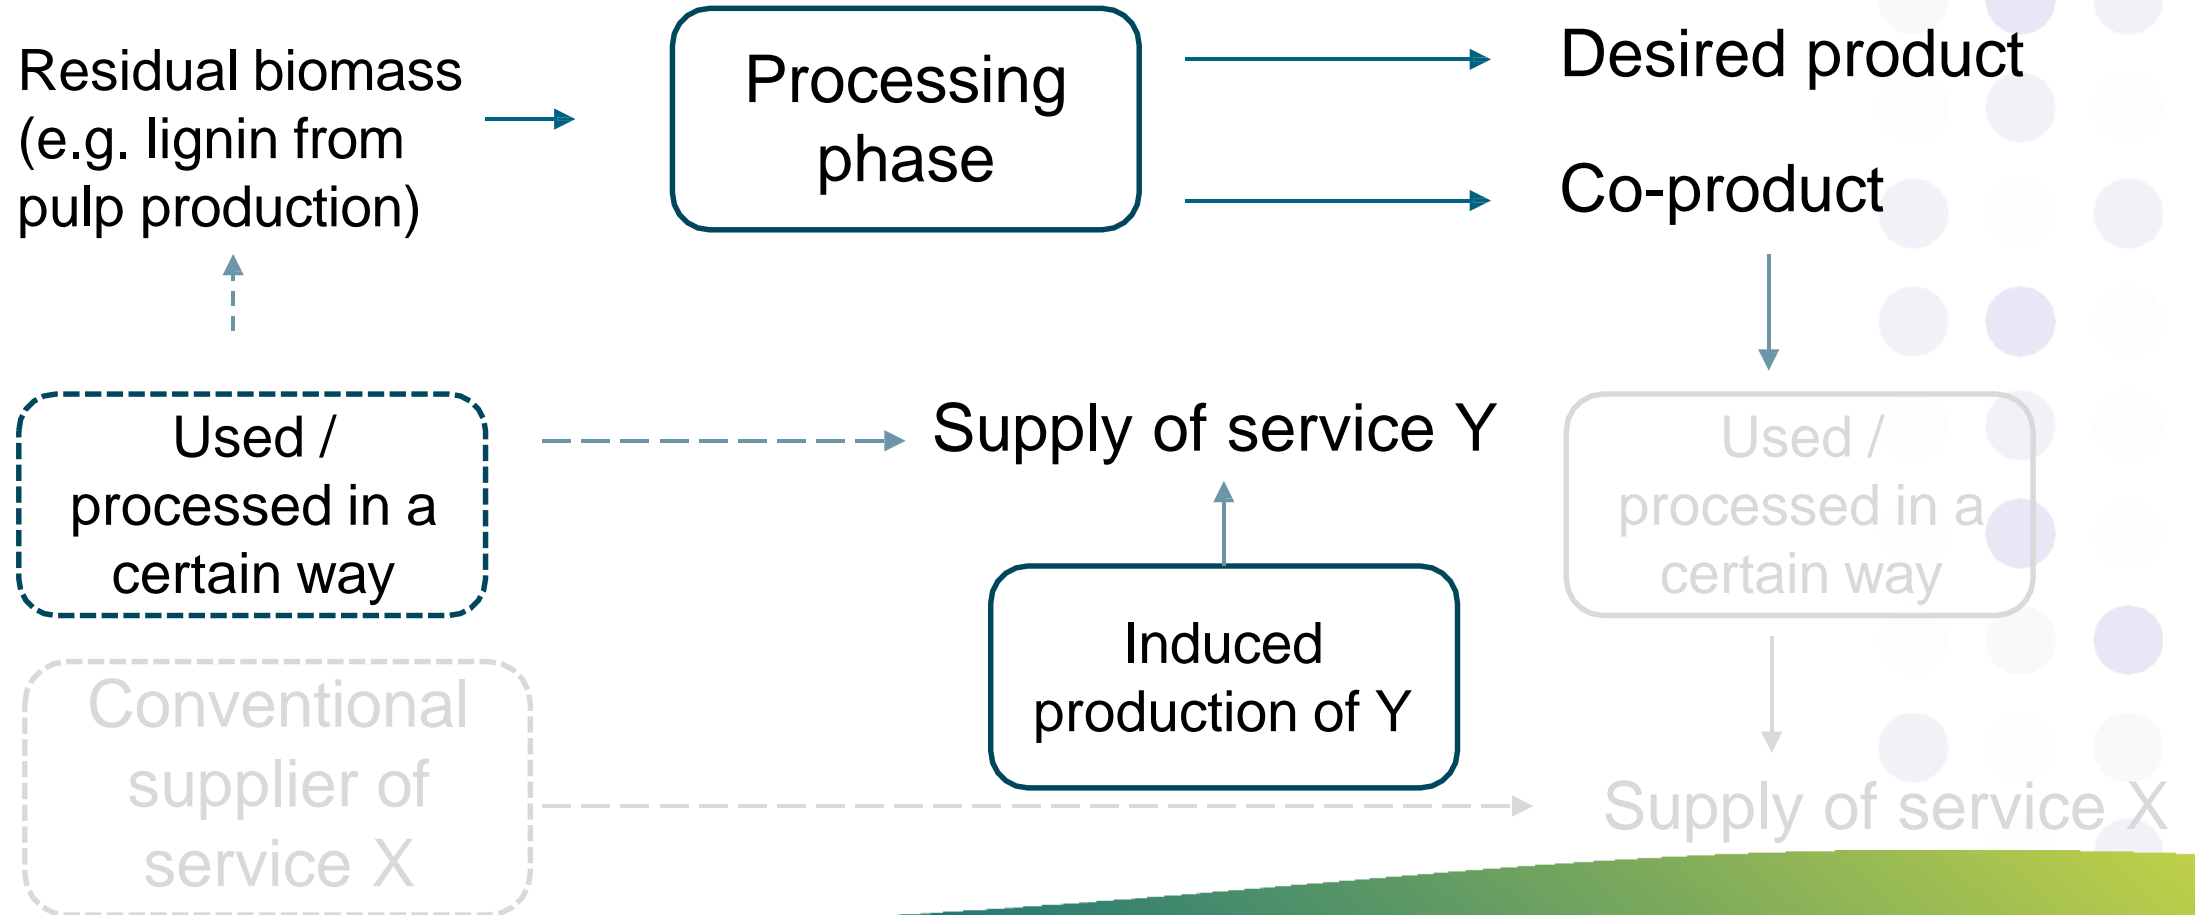 Residual biomass
(e.g. lignin from
pulp production)
Processing
phase
Desired product
Co-product
Used /
processed in a
certain way
Supply of service Y
Used /
processed in a
certain way
Induced
production of Y
Conventional
supplier of
service X
Supply of service X